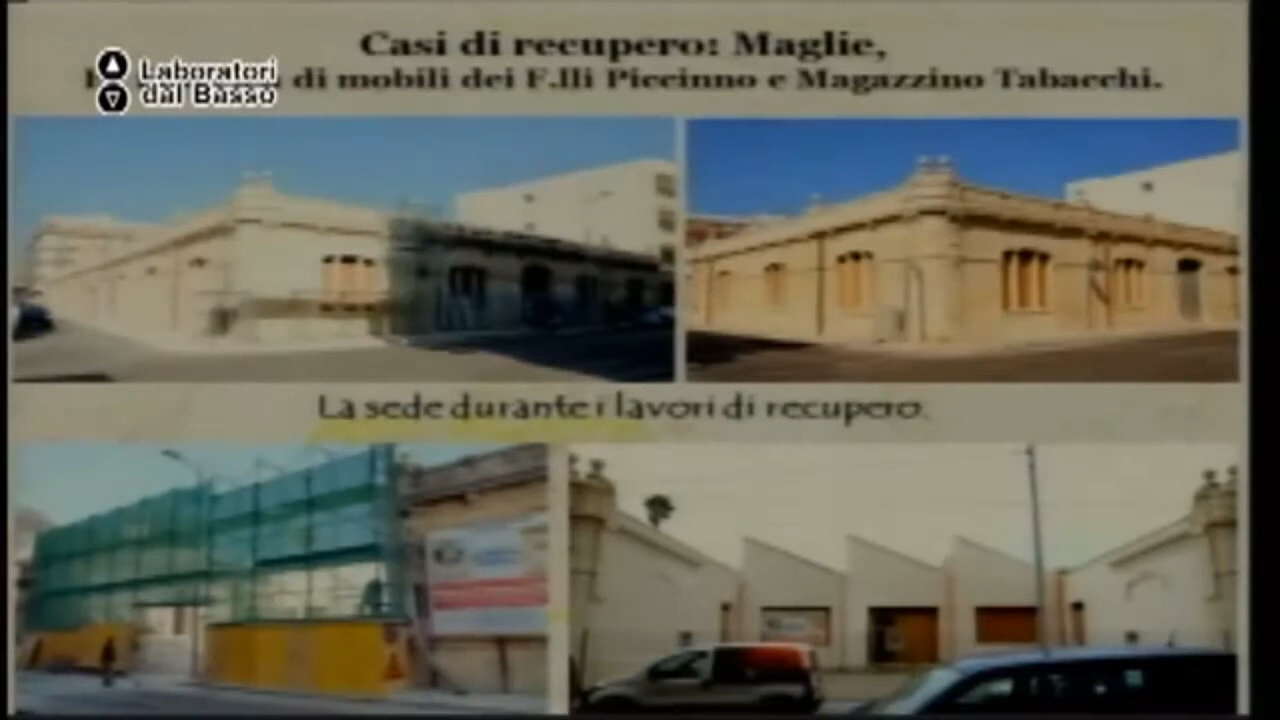 Casi di recupero: Maglie,
Laboratori
dal Basso
di mobili dei F.lli Piccinno e Magazzino Tabacchi.
La sede durante i lavori di recupero.